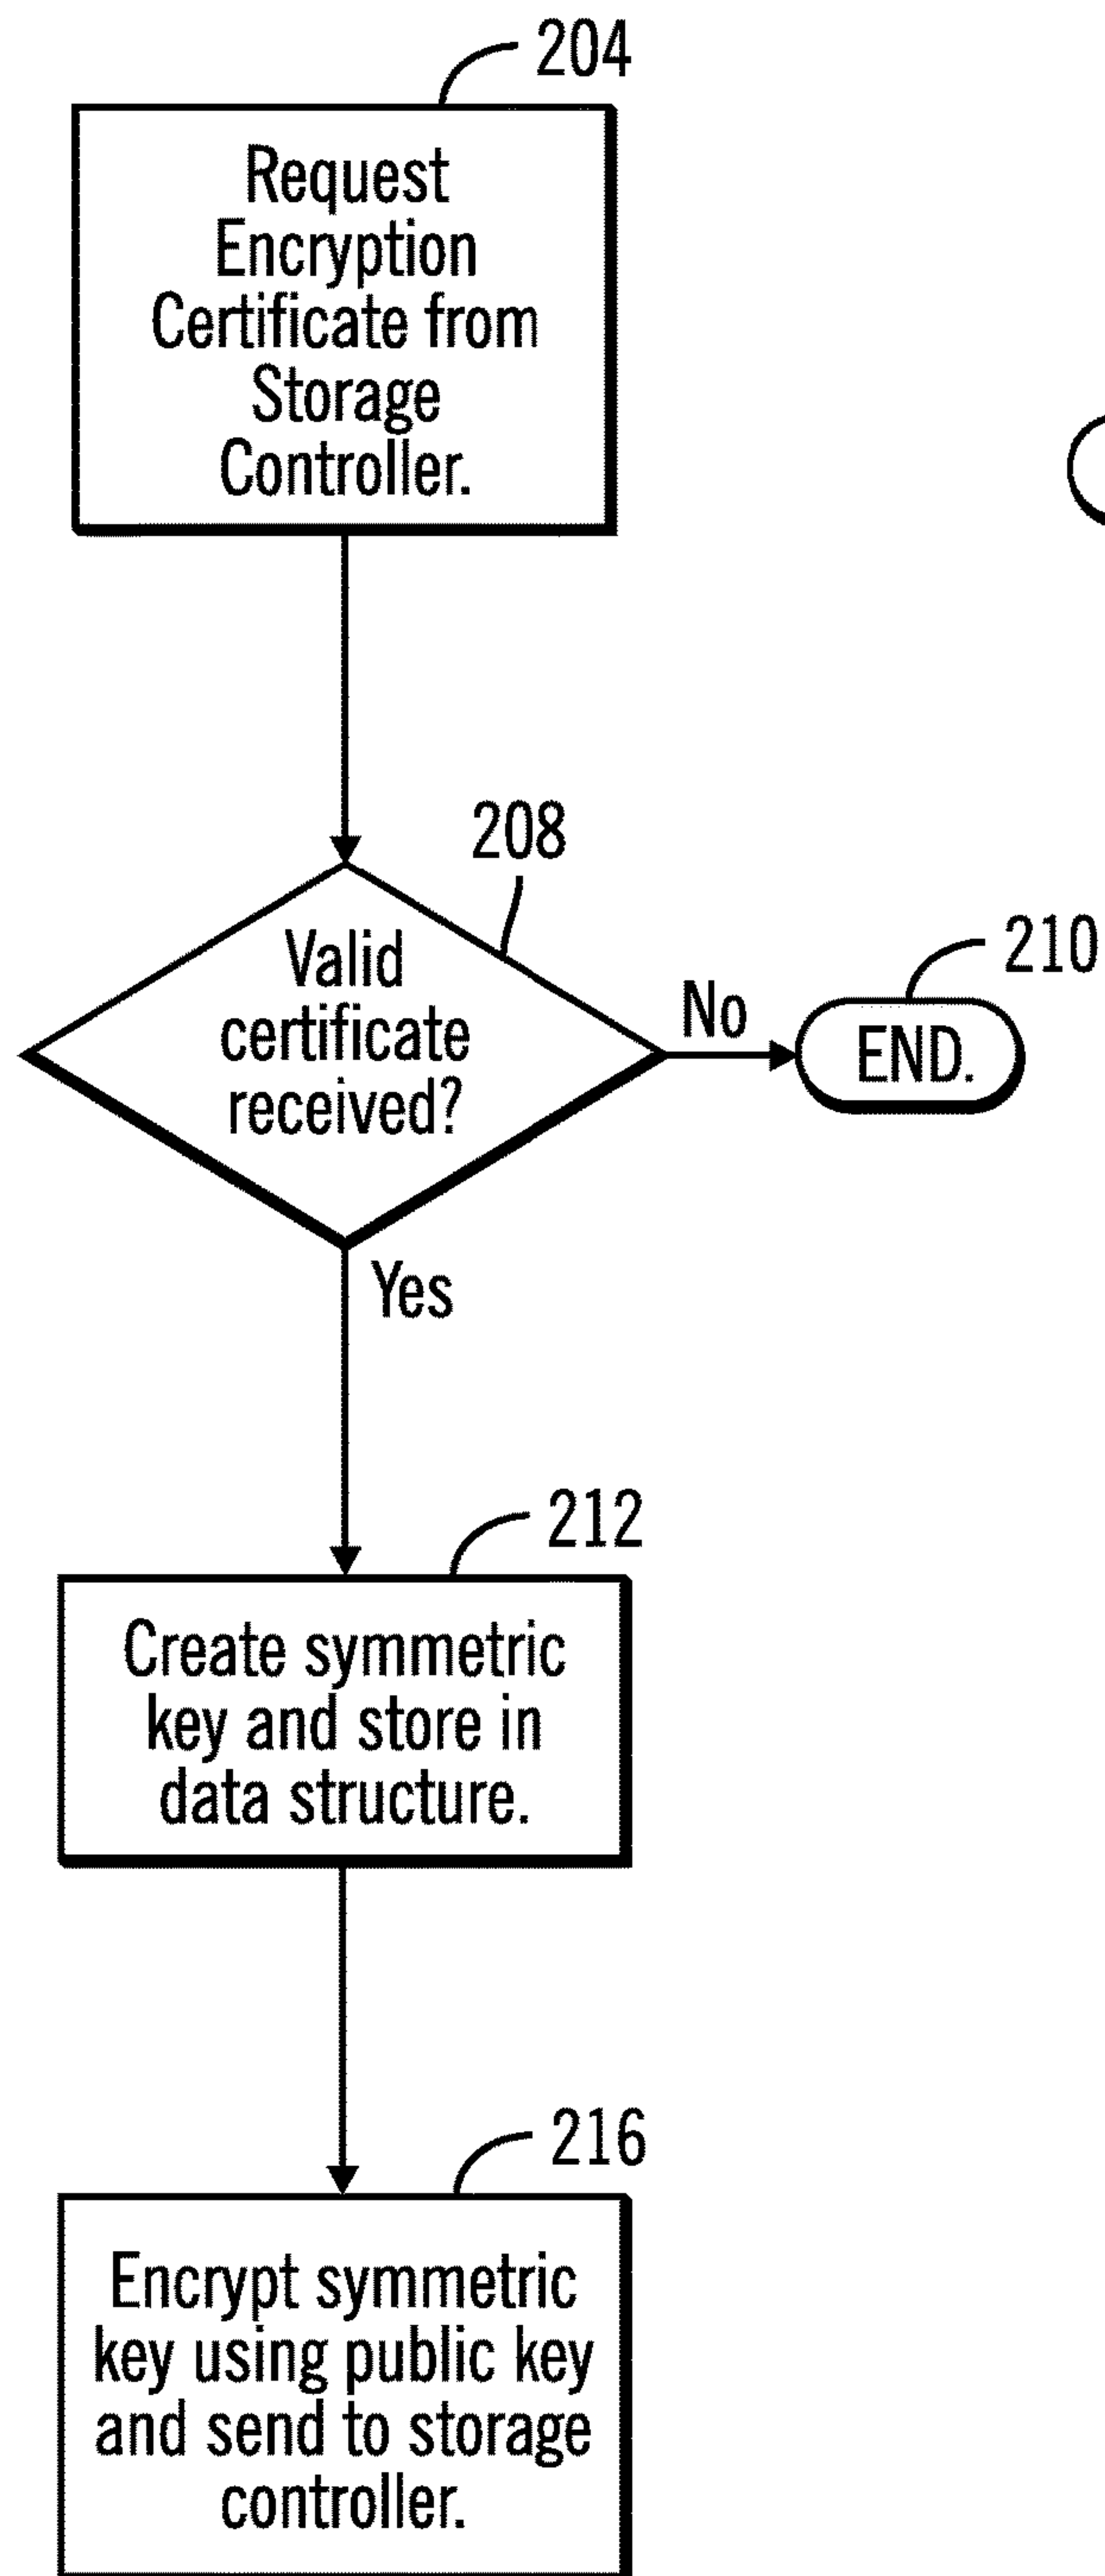 204
Request
Encryption
Certificate from
Storage
Controller.
208
Valid
certificate
received?
No
210
END.
Yes
212
Create symmetric
key and store in
data structure.
216
Encrypt symmetric
key using public key
and send to storage
controller.